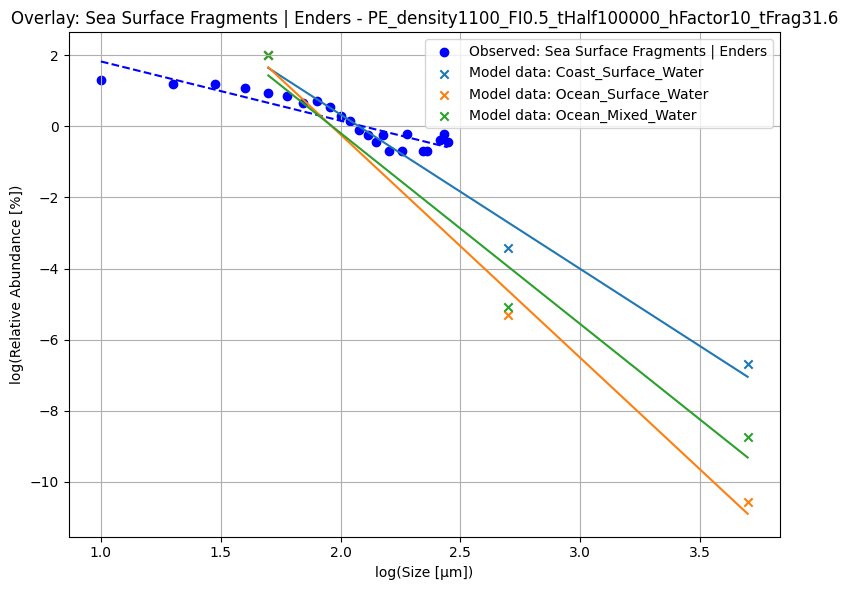 Overlay: Sea Surface Fragments | Enders - PE_density1100_FI0.5_tHalf100000_hFactor10_tFrag31.6
Observed: Sea Surface Fragments | Enders
Model data: Coast_Surface_Water
Model data: Ocean_Surface_Water
Model data: Ocean_Mixed_Water
log(Relative Abundance [%])
2
0
−2
−4
−6
−8
−10
1.0 1.5 2.0 2.5 3.0 3.5
log(Size [µm])